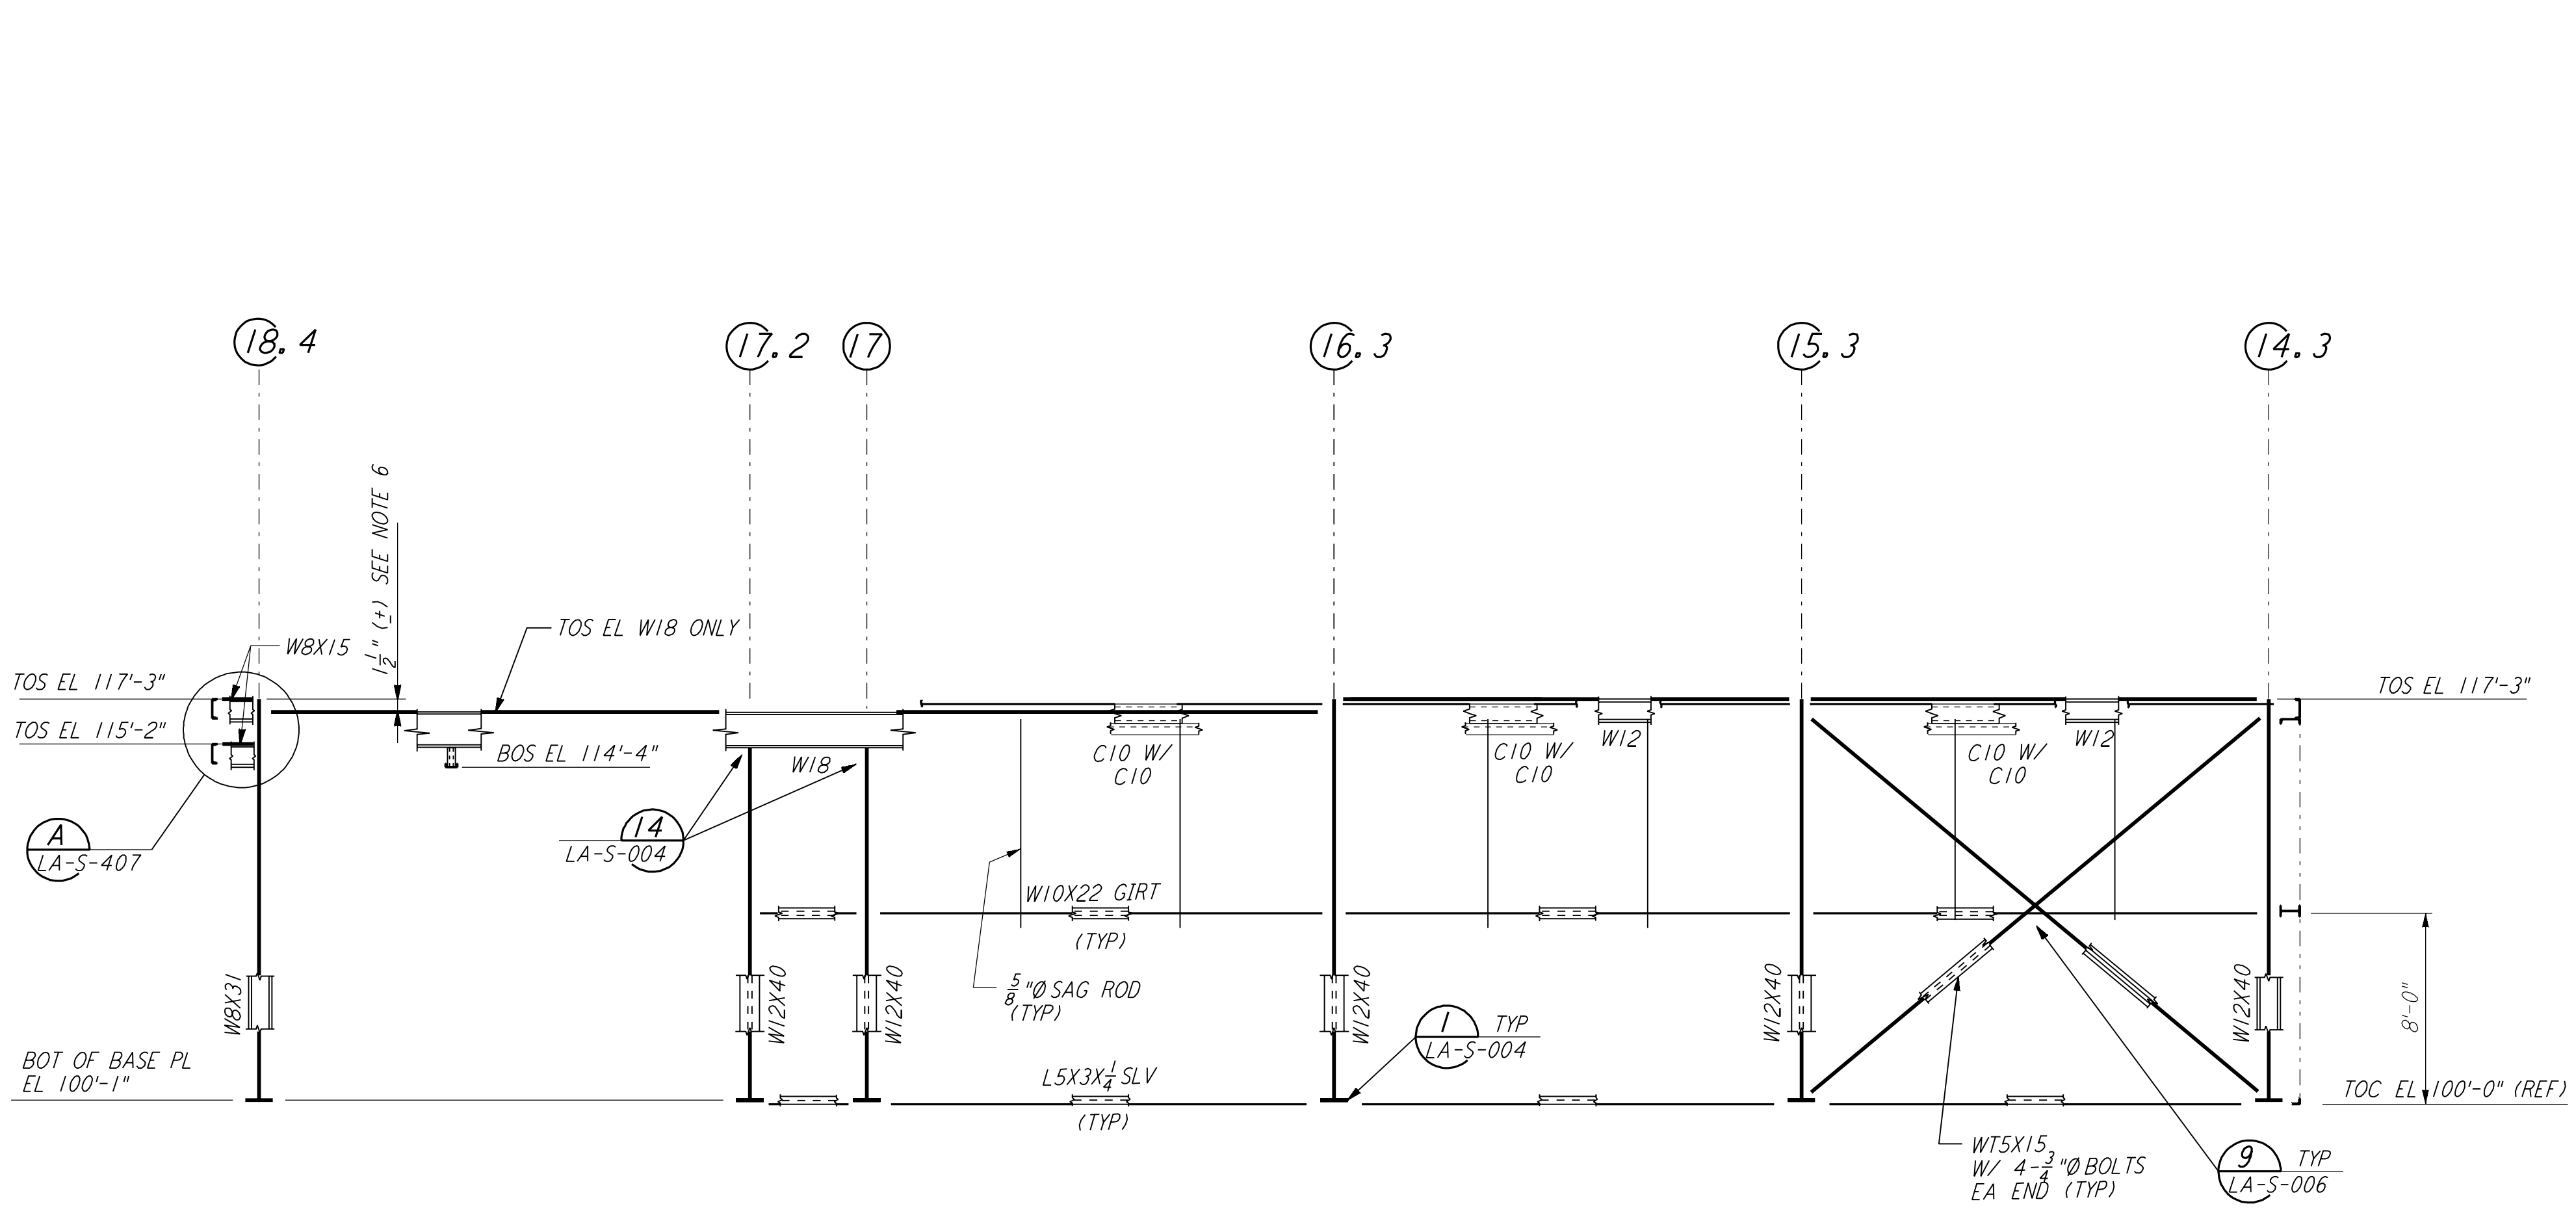 18.4
17.2
17
16.3
15.3
14.3
1 1/2" (±) SEE NOTE 6
TOS EL W18 ONLY
W8X15
TOS EL 117'-3"
TOS EL 117'-3"
TOS EL 115'-2"
BOS EL 114'-4"
W18
C10 W/
C10
C10 W/
C10
W12
C10 W/
C10
W12
A
LA-S-407
14
LA-S-004
W10X22 GIRT
(TYP)
5/8"Ø SAG ROD
(TYP)
W8X31
W12X40
W12X40
W12X40
W12X40
W12X40
8'-0"
1
TYP
LA-S-004
BOT OF BASE PL
EL 100'-1"
L5X3X1/4 SLV
(TYP)
TOC EL 100'-0" (REF)
WT5X15
W/ 4-3/4"Ø BOLTS
EA END (TYP)
9
TYP
LA-S-006